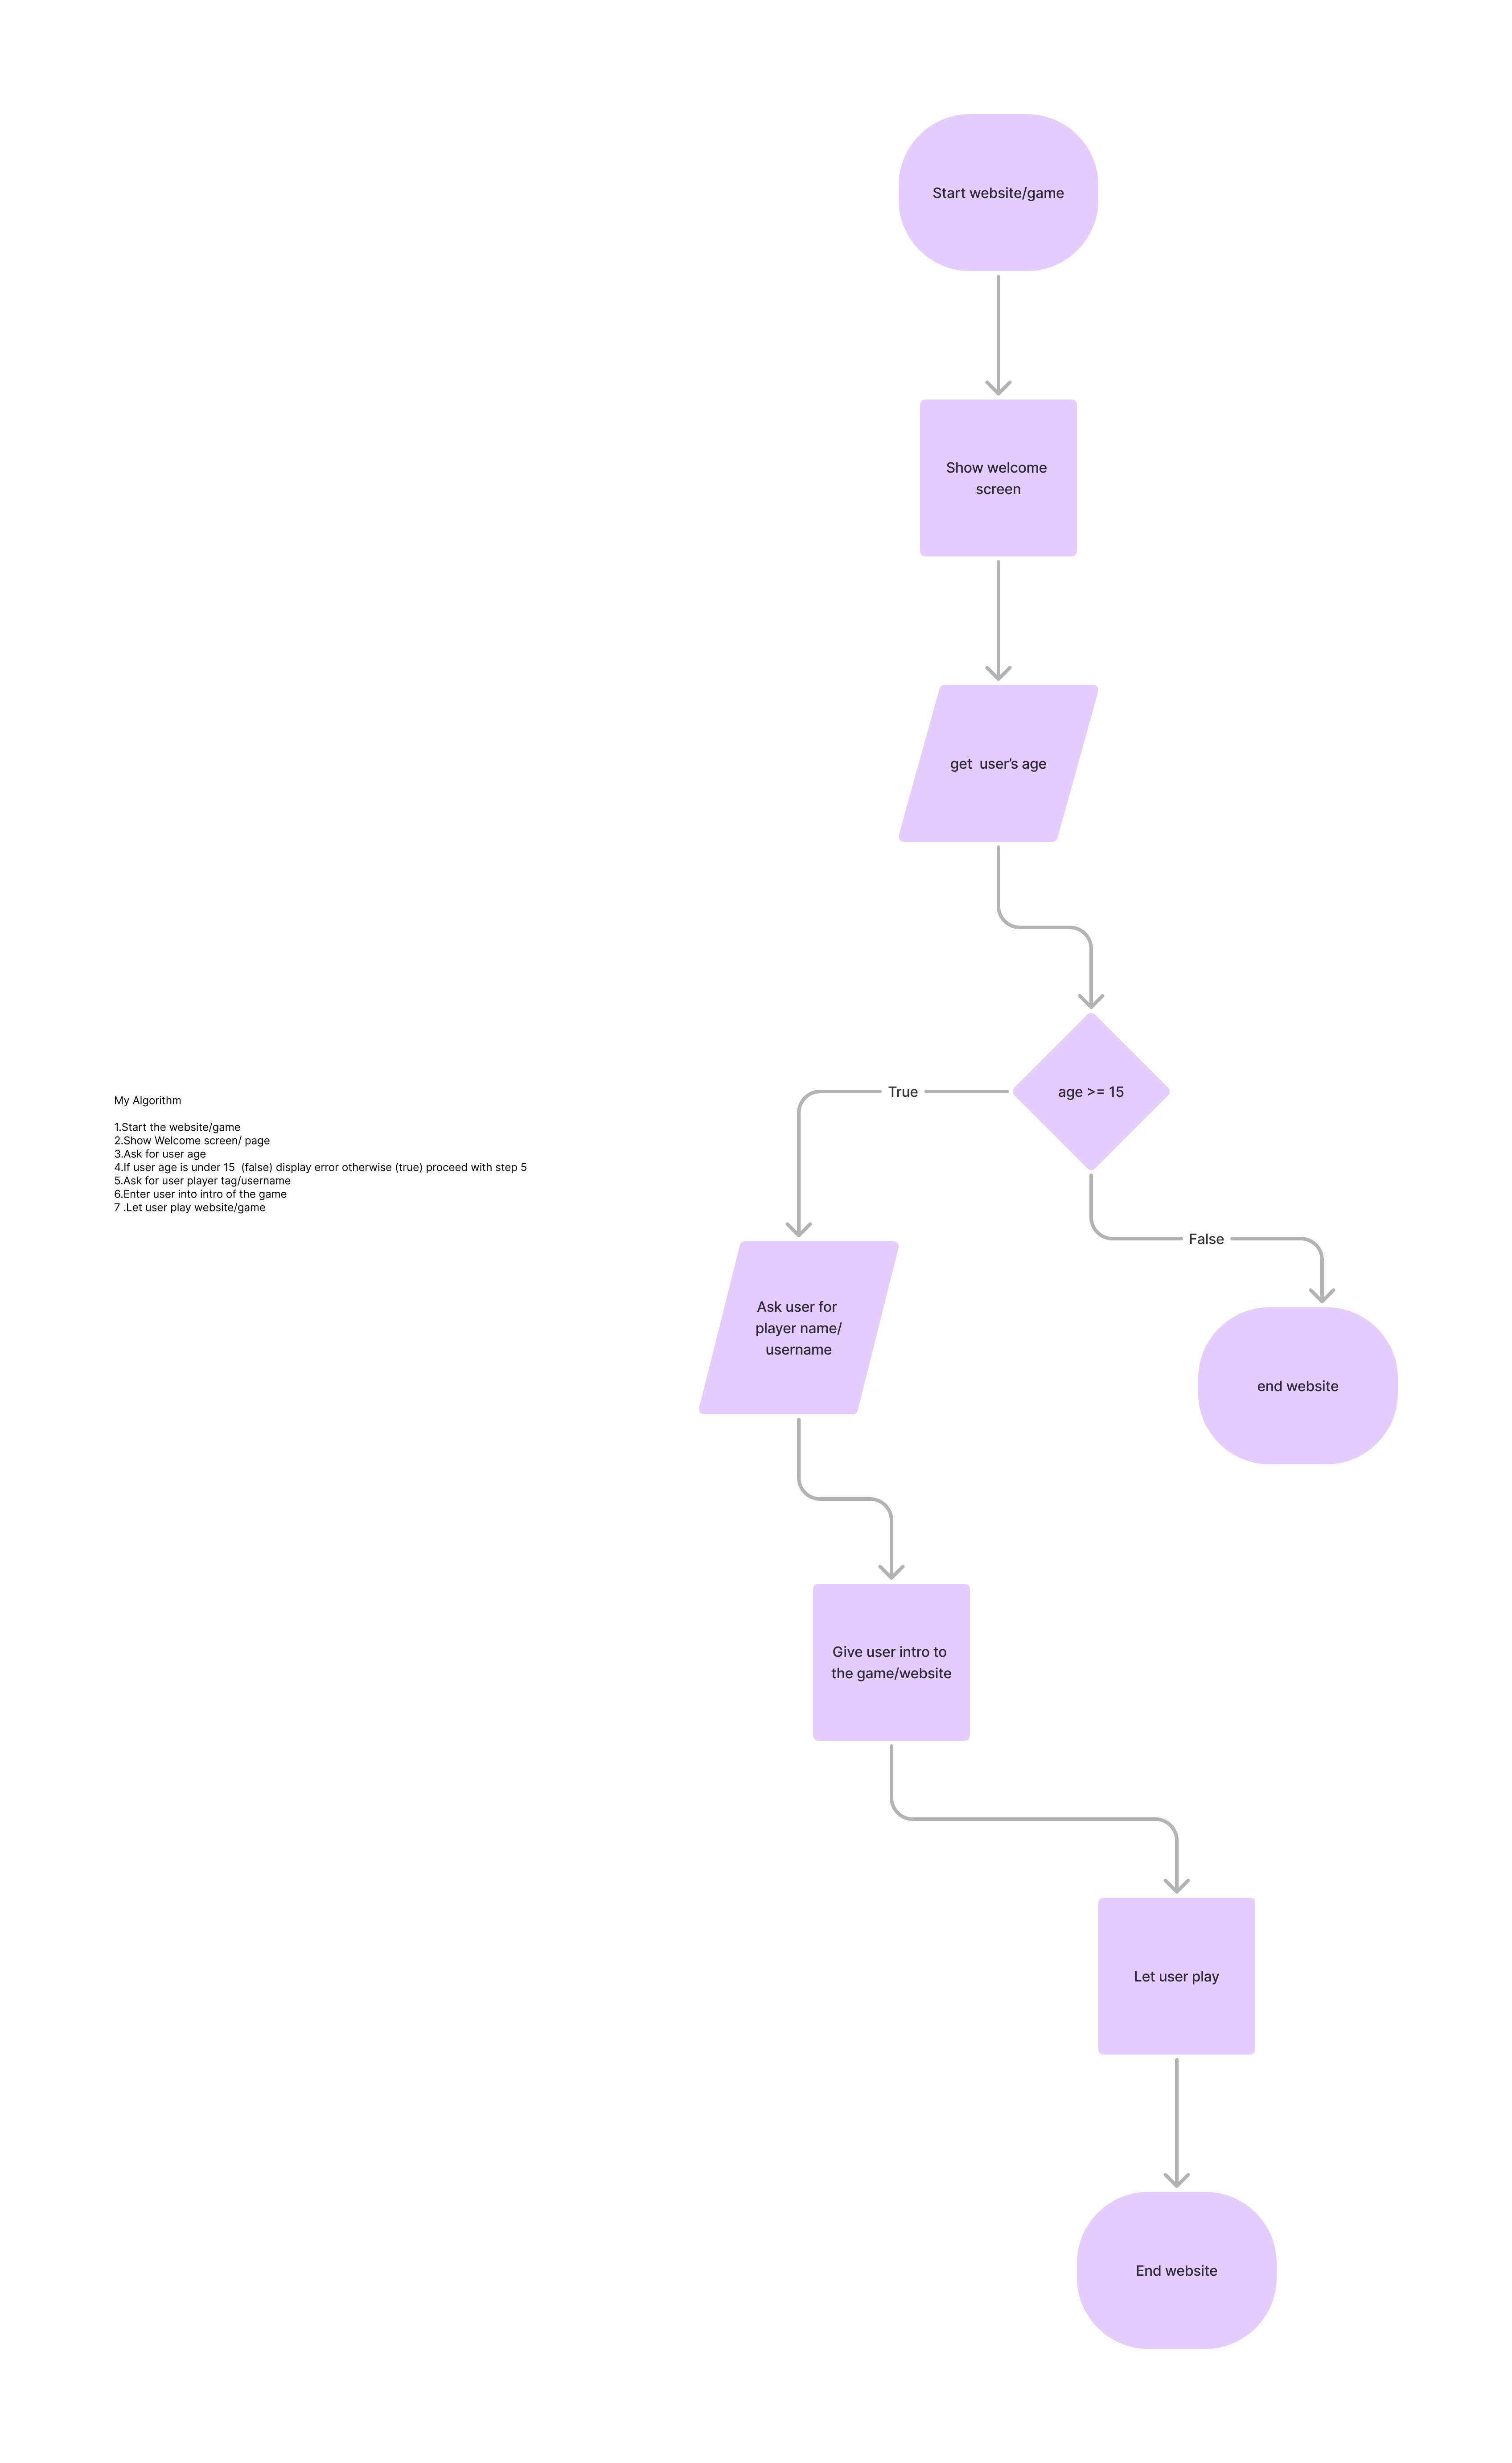 Start website/game
Show welcome
screen
get  user’s age
age >= 15
True
False
My Algorithm
1.Start the website/game
2.Show Welcome screen/ page
3.Ask for user age
4.If user age is under 15  (false) display error otherwise (true) proceed with step 5
5.Ask for user player tag/username
6.Enter user into intro of the game
7 .Let user play website/game
Ask user for
player name/
username
end website
Give user intro to
the game/website
Let user play
End website